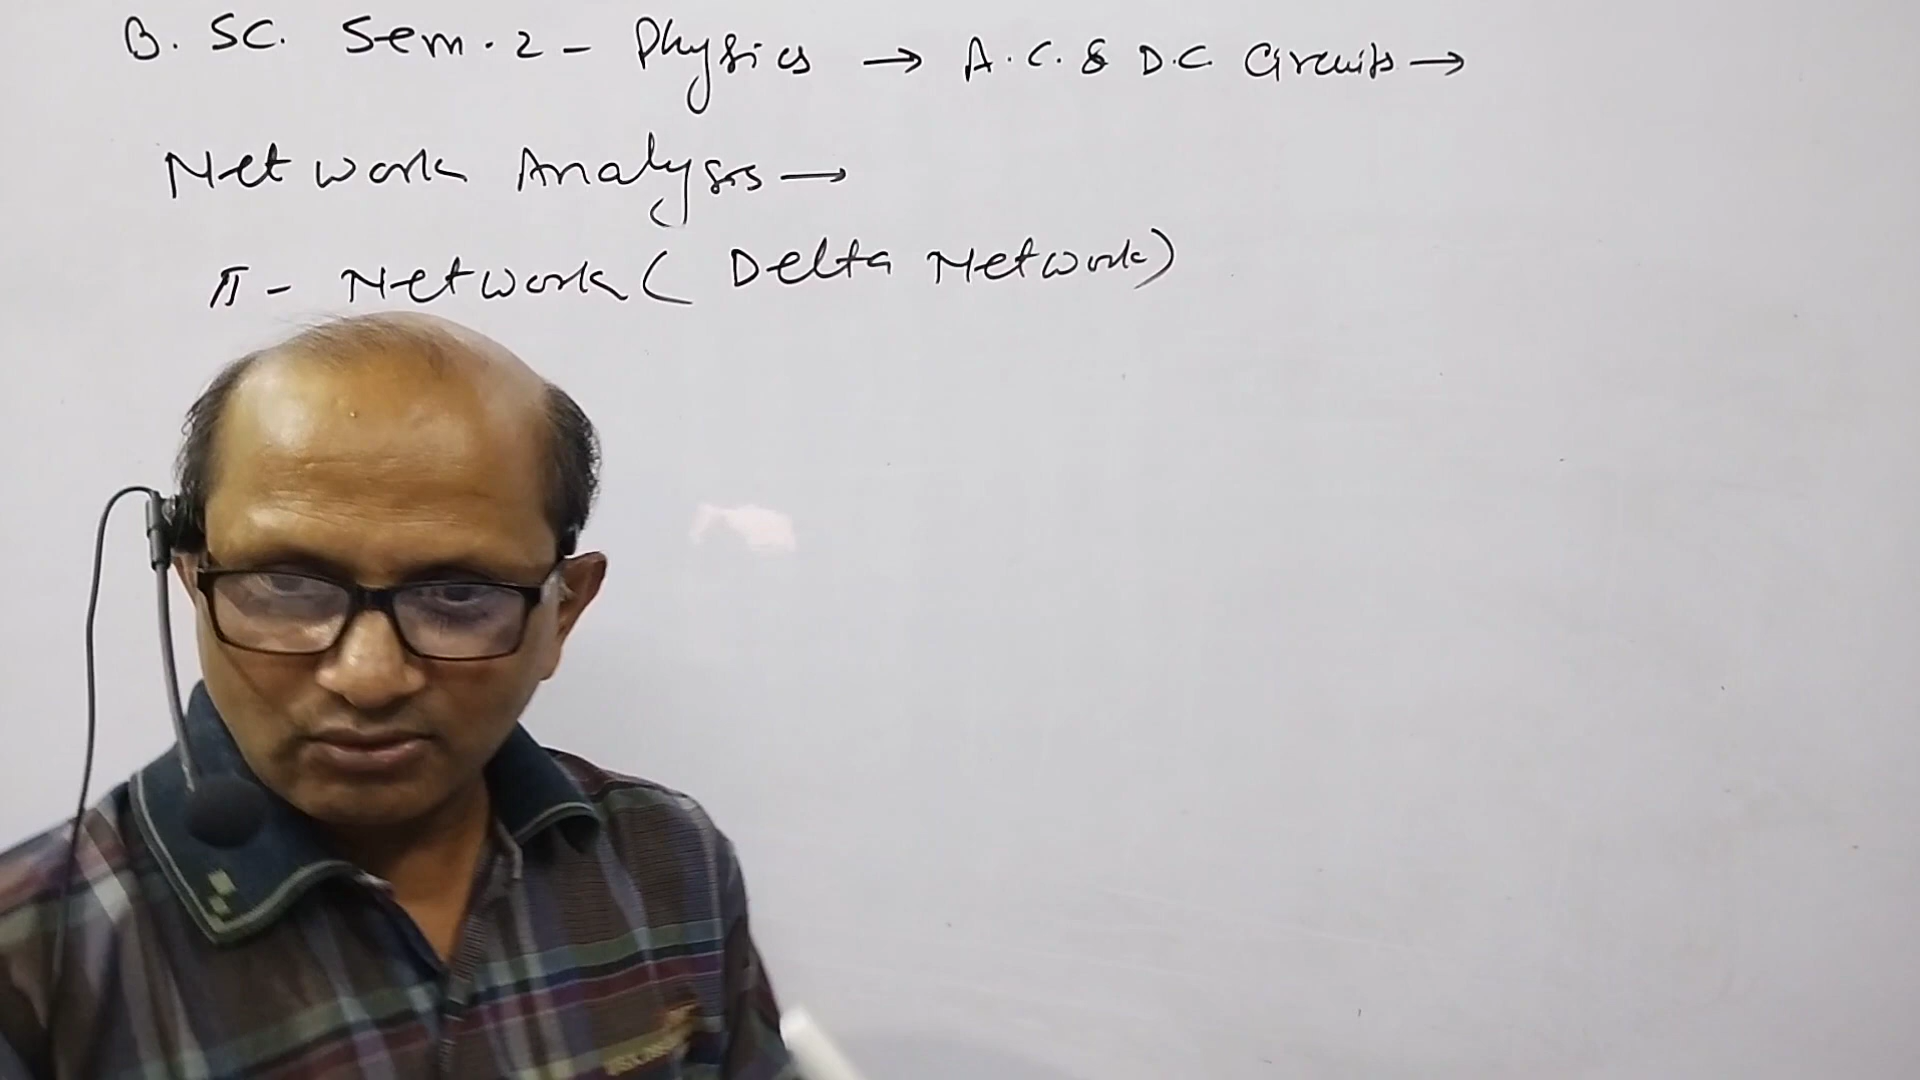 B. SC. Sem. 2 - Physics → A.C. & D.C. Circuits →
Network Analysis →
π - Network ( Delta Network )